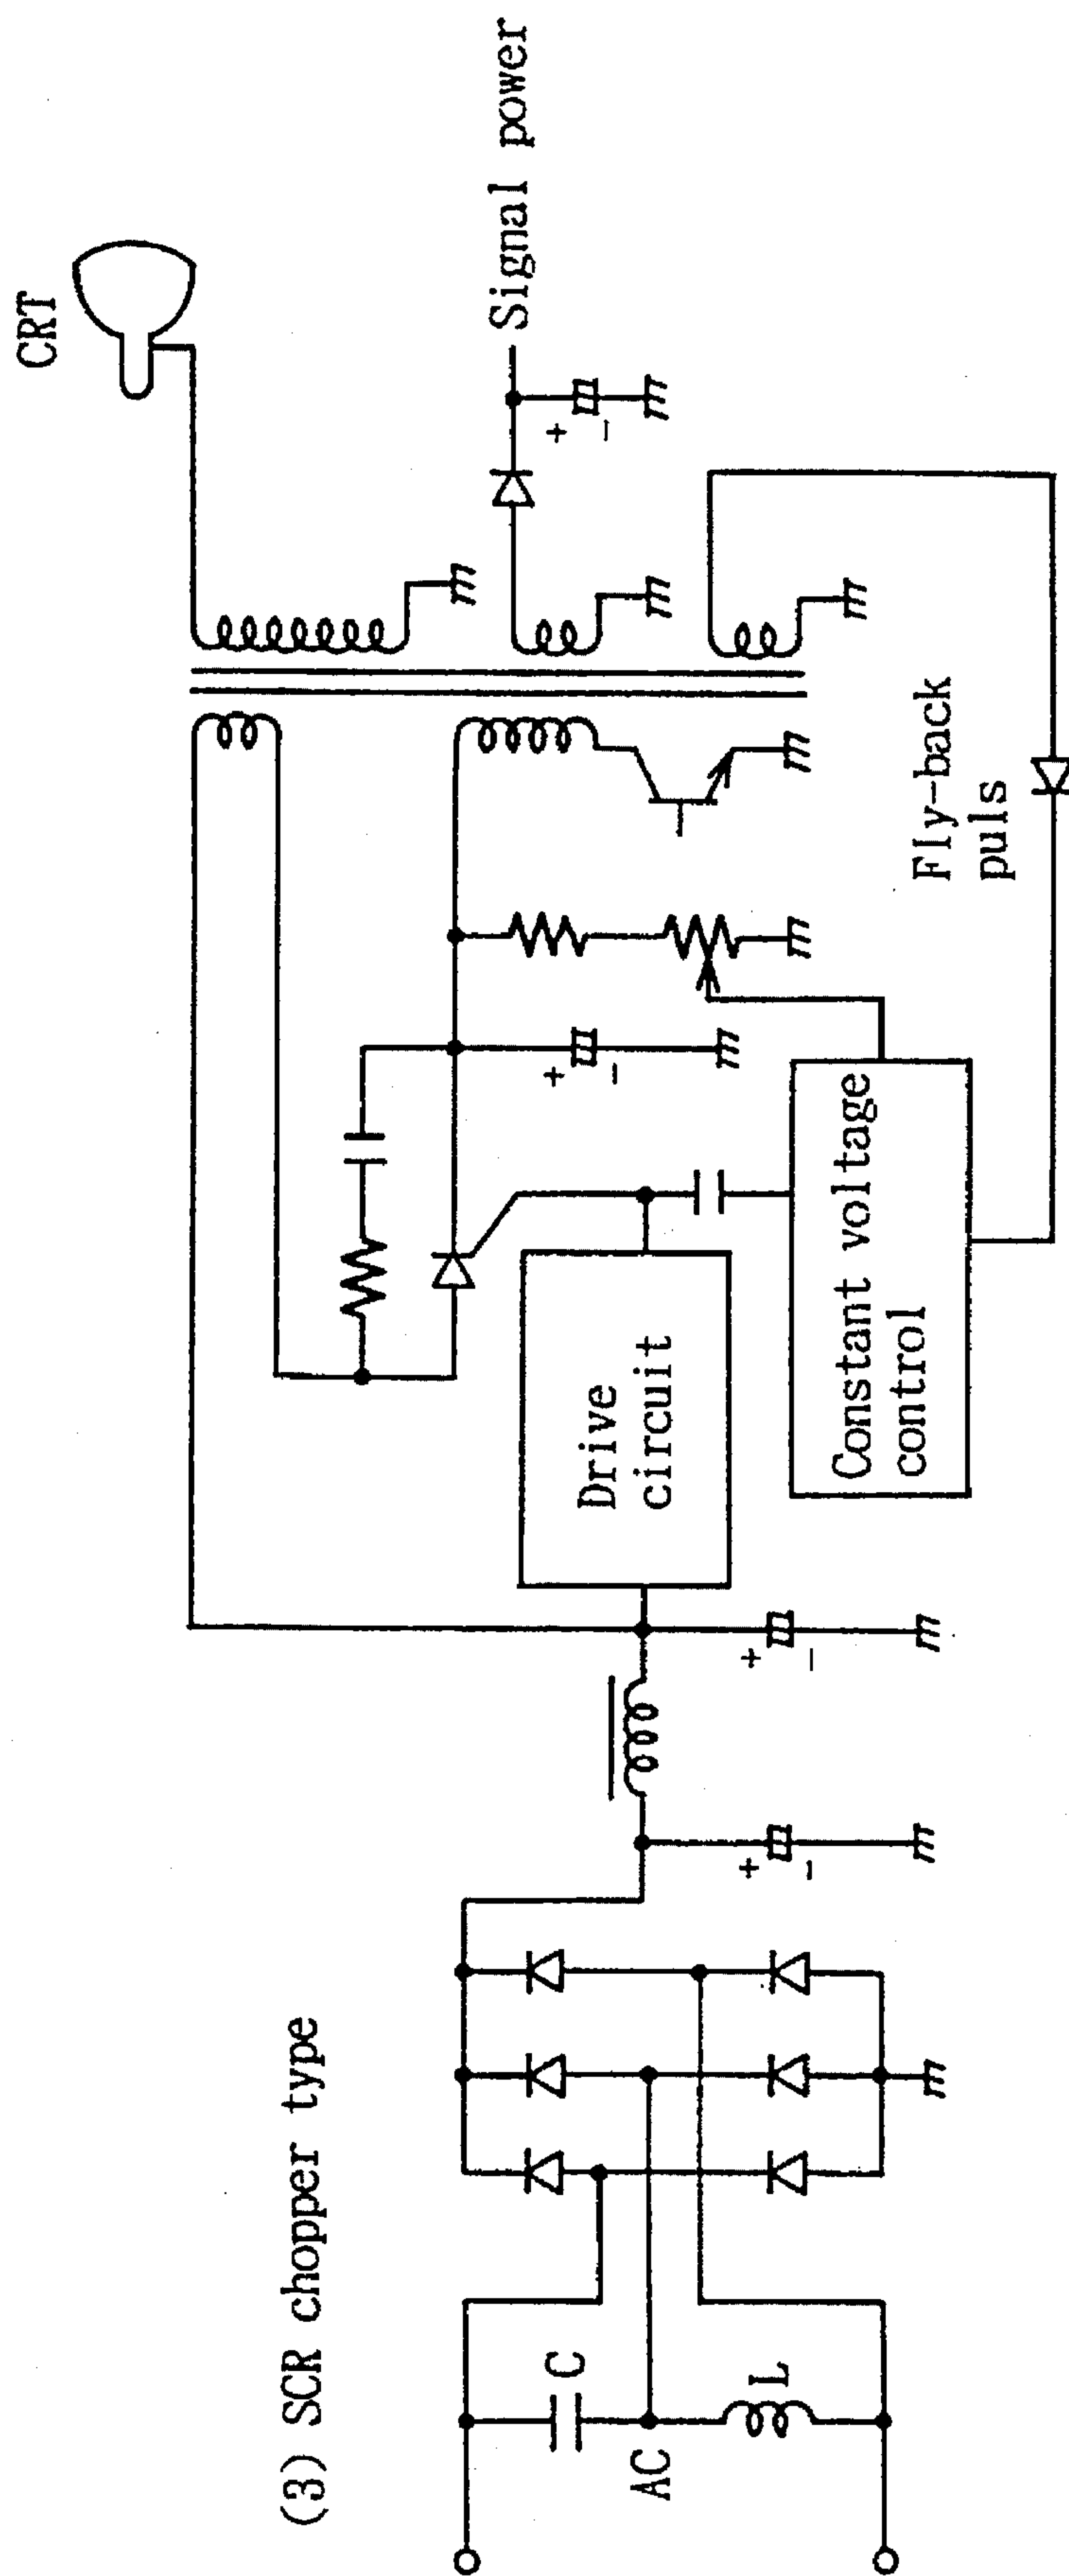 (3) SCR chopper type
AC
C
L
+
-
+
-
Drive
circuit
Constant voltage
control
+
-
Fly-back
puls
CRT
+
-
Signal power